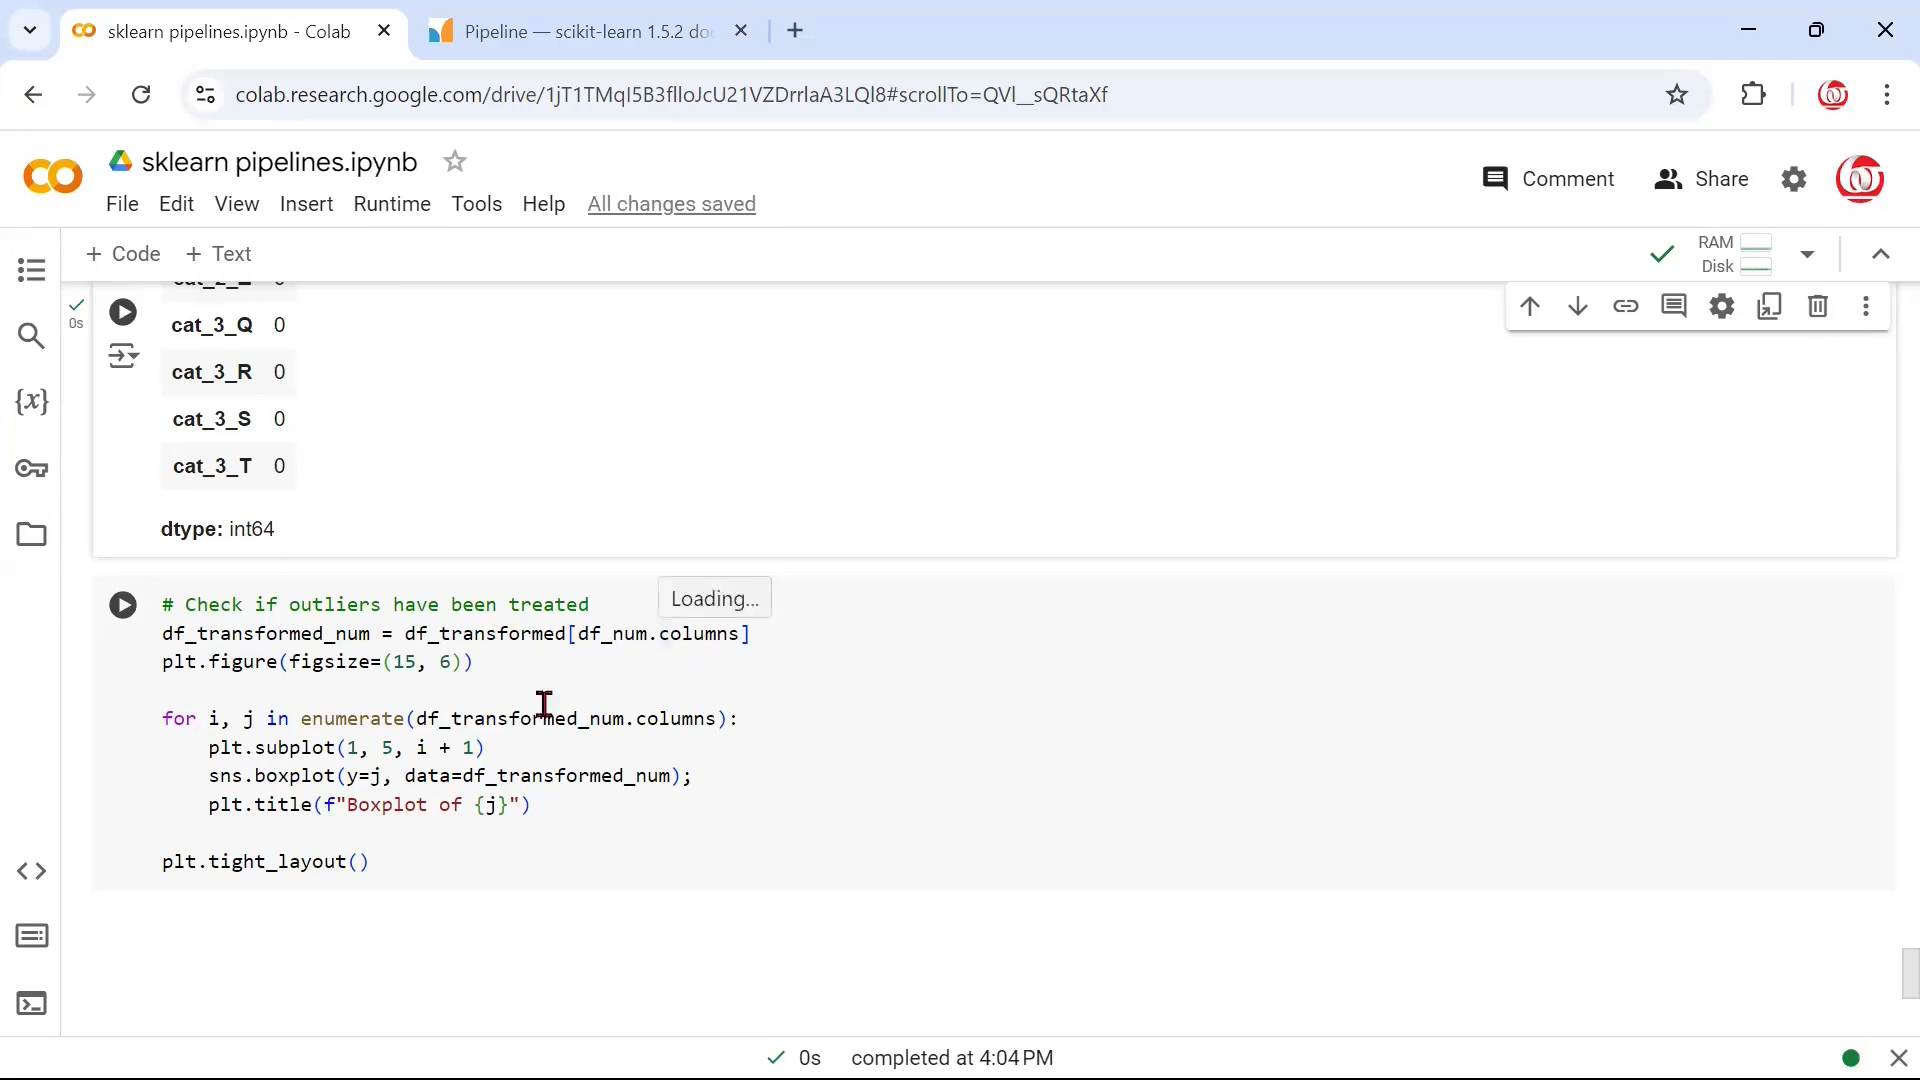 sklearn pipelines.ipynb - Colab
Pipeline — scikit-learn 1.5.2 do
colab.research.google.com/drive/1jT1TMqI5B3flloJcU21VZDrrlaA3LQl8#scrollTo=QVl__sQRtaXf
sklearn pipelines.ipynb
Comment
Share
File Edit View Insert Runtime Tools Help All changes saved
+ Code + Text
RAM
Disk
cat_3_Q 0
0s
cat_3_R 0
cat_3_S 0
cat_3_T 0
dtype: int64
# Check if outliers have been treated
Loading...
df_transformed_num = df_transformed[df_num.columns]
plt.figure(figsize=(15, 6))
for i, j in enumerate(df_transformed_num.columns):
plt.subplot(1, 5, i + 1)
sns.boxplot(y=j, data=df_transformed_num);
plt.title(f"Boxplot of {j}")
plt.tight_layout()
0s completed at 4:04 PM